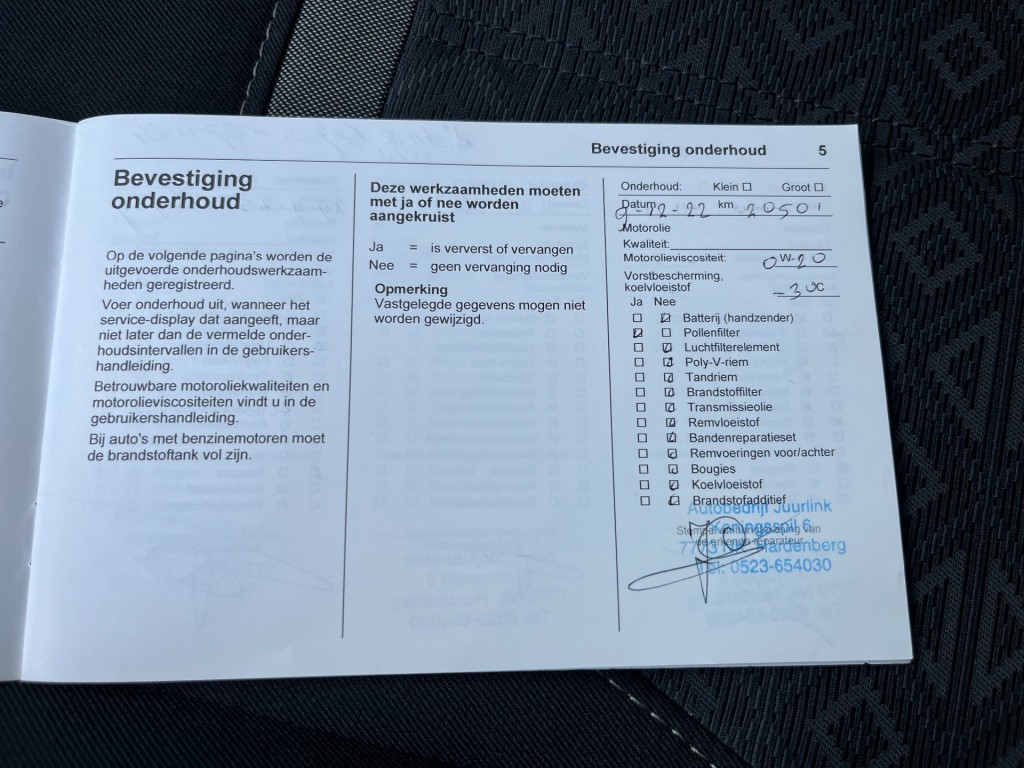 Bevestiging onderhoud 5
Bevestiging
onderhoud
Op de volgende pagina's worden de
uitgevoerde onderhoudswerkzaam-
heden geregistreerd.
Voer onderhoud uit, wanneer het
service-display dat aangeeft, maar
niet later dan de vermelde onder-
houdsintervallen in de gebruikers-
handleiding.
Betrouwbare motoroliekwaliteiten en
motorolieviscositeiten vindt u in de
gebruikershandleiding.
Bij auto's met benzinemotoren moet
de brandstoftank vol zijn.
Deze werkzaamheden moeten
met ja of nee worden
aangekruist
Ja = is ververst of vervangen
Nee = geen vervanging nodig
Opmerking
Vastgelegde gegevens mogen niet
worden gewijzigd.
Onderhoud: Klein Groot
Datum 9-12-22 km 20501
Motorolie
Kwaliteit:
Motorolieviscositeit: 0W-20
Vorstbescherming,
koelvloeistof
Ja Nee
Batterij (handzender)
Pollenfilter
Luchtfilterelement
Poly-V-riem
Tandriem
Brandstoffilter
Transmissieolie
Remvloeistof
Bandenreparatieset
Remvoeringen voor/achter
Bougies
Koelvloeistof
Brandstofadditief
Autobedrijf Juurlink
Hardenberg
Tel. 0523-654030